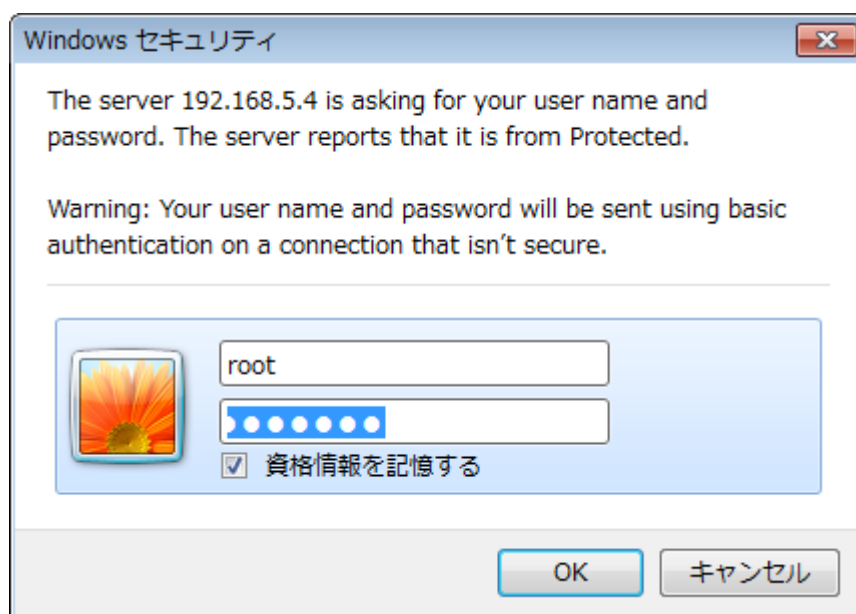 Windows セキュリティ
The server 192.168.5.4 is asking for your user name and
password. The server reports that it is from Protected.
Warning: Your user name and password will be sent using basic
authentication on a connection that isn't secure.
root
●●●●●●●
資格情報を記憶する
OK
キャンセル